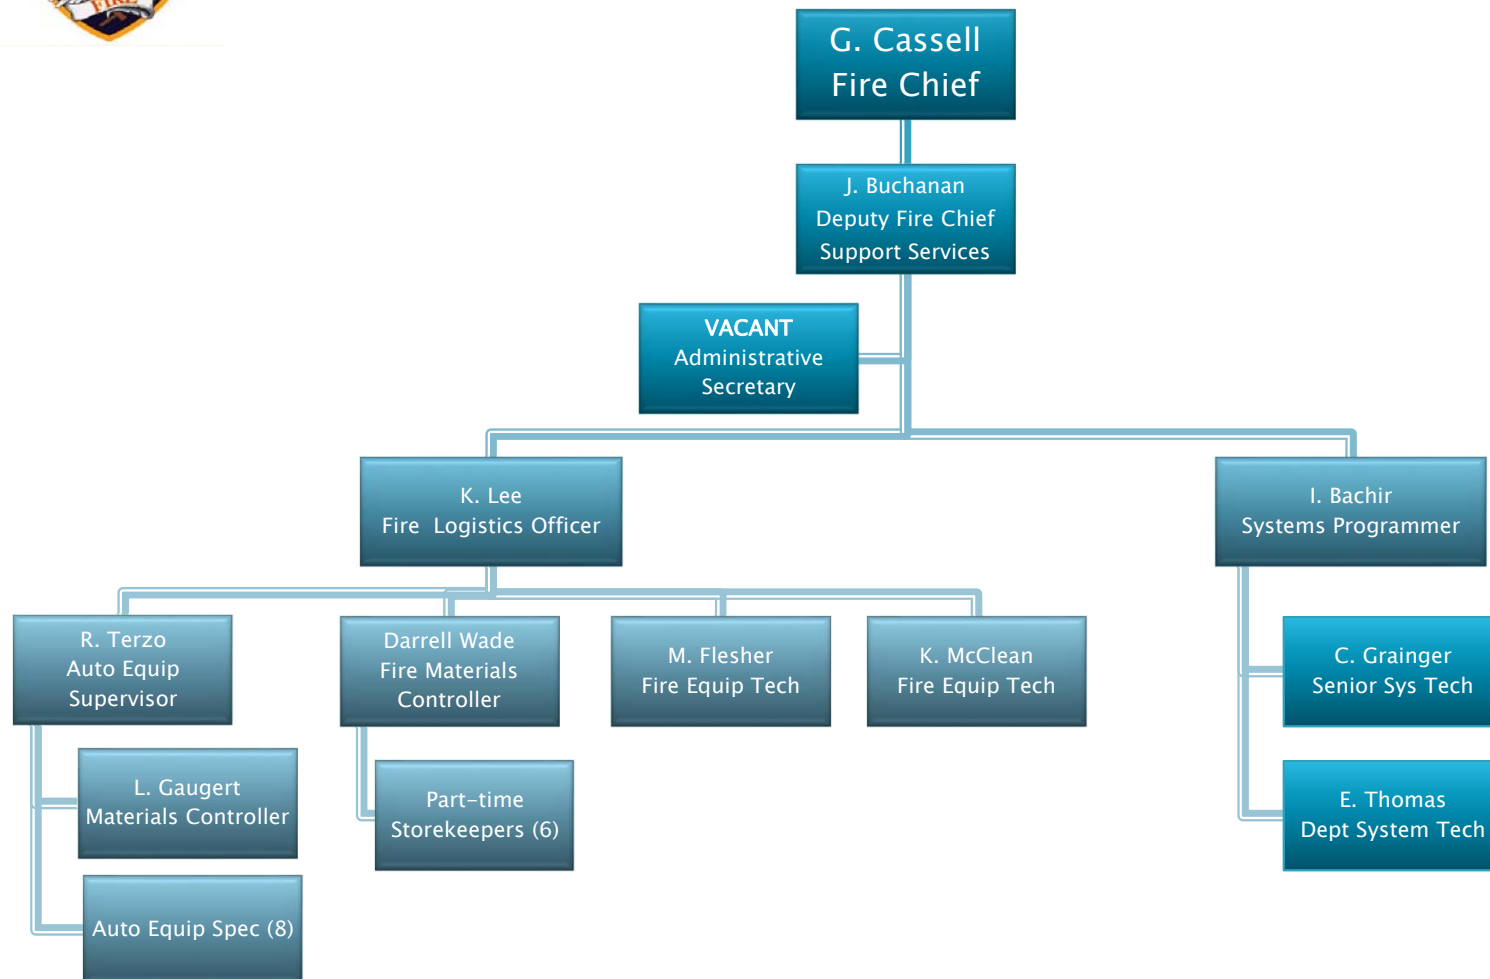 FIRE
G. Cassell
Fire Chief
J. Buchanan
Deputy Fire Chief
Support Services
VACANT
Administrative
Secretary
K. Lee
Fire Logistics Officer
I. Bachir
Systems Programmer
R. Terzo
Auto Equip
Supervisor
Darrell Wade
Fire Materials
Controller
M. Flesher
Fire Equip Tech
K. McClean
Fire Equip Tech
C. Grainger
Senior Sys Tech
L. Gaugert
Materials Controller
Part-time
Storekeepers (6)
E. Thomas
Dept System Tech
Auto Equip Spec (8)